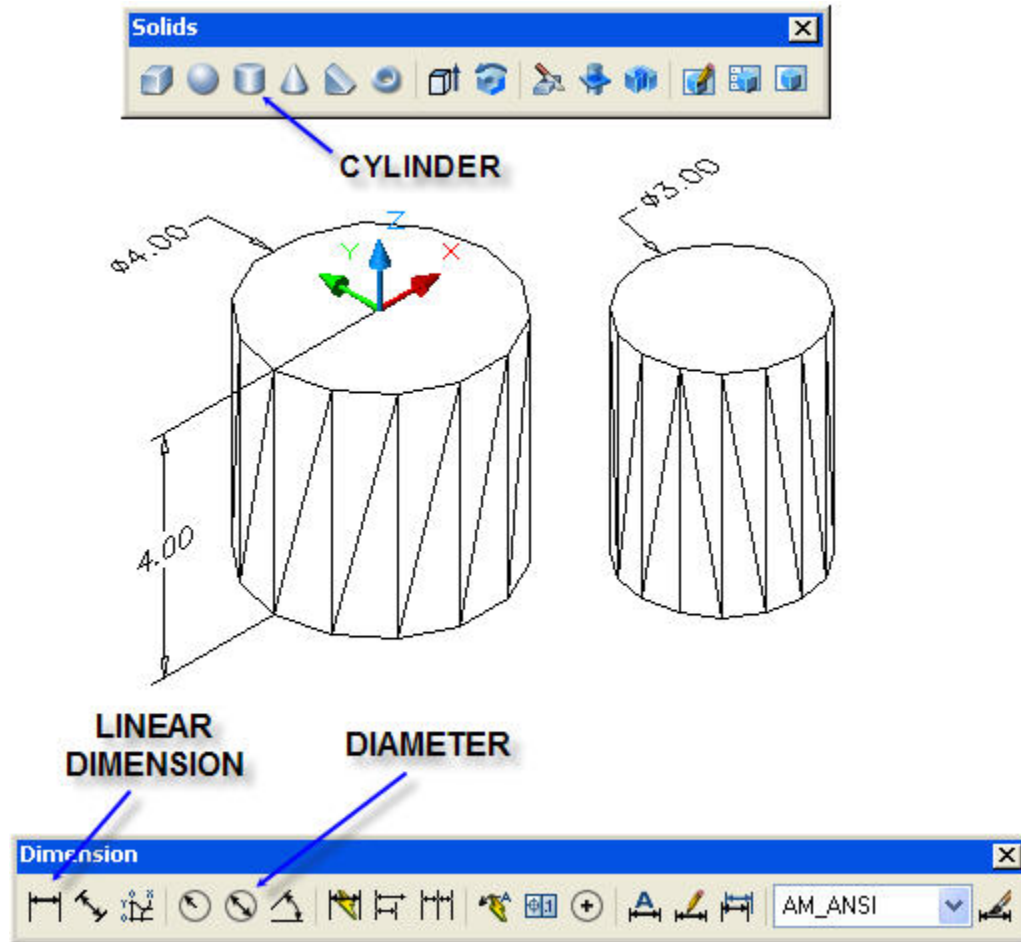 Solids
CYLINDER
ϕ4.00
ϕ3.00
Z
Y
X
4.00
LINEAR
DIMENSION
DIAMETER
Dimension
AM_ANSI